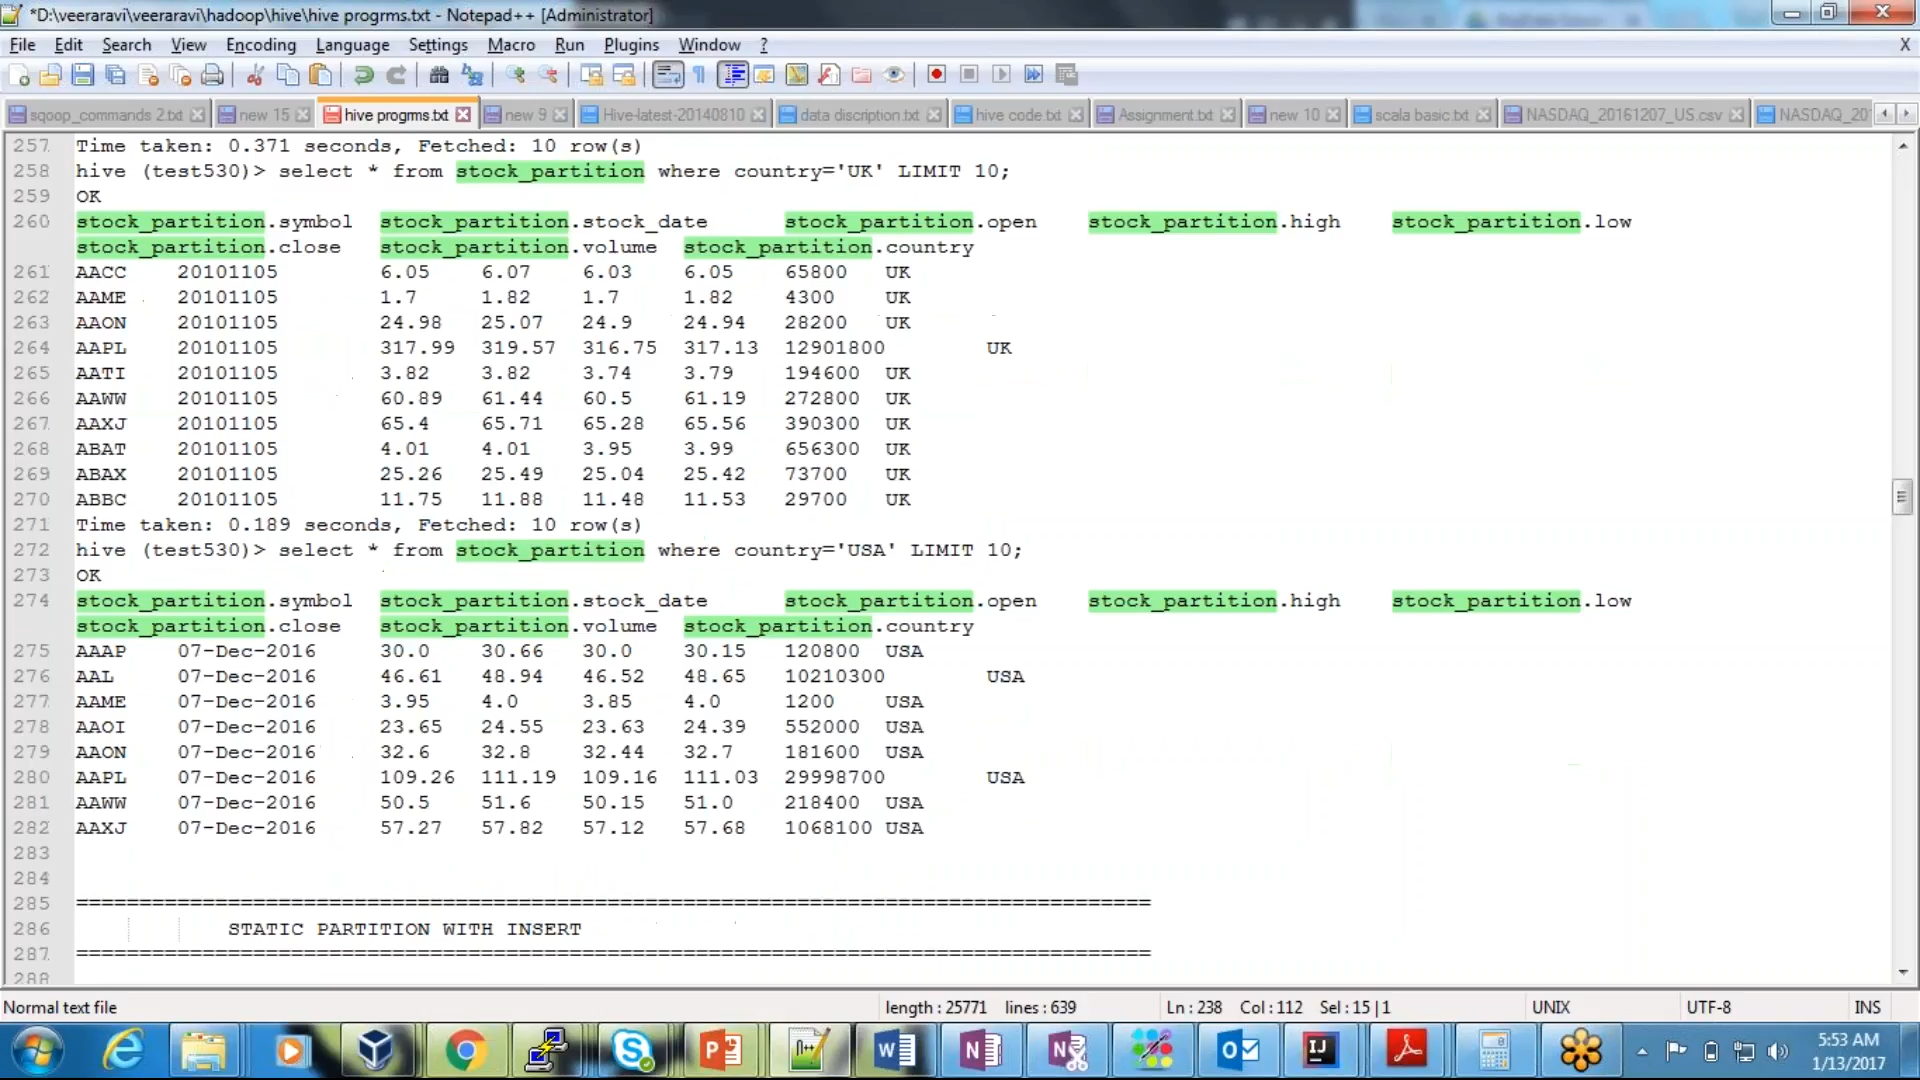 *D:\veeraravi\veeraravi\hadoop\hive\hive progrms.txt - Notepad++ [Administrator]
File Edit Search View Encoding Language Settings Macro Run Plugins Window ? X
sqoop_commands 2.txt new 15 hive progrms.txt new 9 Hive-latest-20140810 data discription.txt hive code.txt Assignment.txt new 10 scala basic.txt NASDAQ_20161207_US.csv NASDAQ_20
257 Time taken: 0.371 seconds, Fetched: 10 row(s)
258 hive (test530)> select * from stock_partition where country='UK' LIMIT 10;
259 OK
260 stock_partition.symbol stock_partition.stock_date stock_partition.open stock_partition.high stock_partition.low
stock_partition.close stock_partition.volume stock_partition.country
261 AACC 20101105 6.05 6.07 6.03 6.05 65800 UK
262 AAME 20101105 1.7 1.82 1.7 1.82 4300 UK
263 AAON 20101105 24.98 25.07 24.9 24.94 28200 UK
264 AAPL 20101105 317.99 319.57 316.75 317.13 12901800 UK
265 AATI 20101105 3.82 3.82 3.74 3.79 194600 UK
266 AAWW 20101105 60.89 61.44 60.5 61.19 272800 UK
267 AAXJ 20101105 65.4 65.71 65.28 65.56 390300 UK
268 ABAT 20101105 4.01 4.01 3.95 3.99 656300 UK
269 ABAX 20101105 25.26 25.49 25.04 25.42 73700 UK
270 ABBC 20101105 11.75 11.88 11.48 11.53 29700 UK
271 Time taken: 0.189 seconds, Fetched: 10 row(s)
272 hive (test530)> select * from stock_partition where country='USA' LIMIT 10;
273 OK
274 stock_partition.symbol stock_partition.stock_date stock_partition.open stock_partition.high stock_partition.low
stock_partition.close stock_partition.volume stock_partition.country
275 AAAP 07-Dec-2016 30.0 30.66 30.0 30.15 120800 USA
276 AAL 07-Dec-2016 46.61 48.94 46.52 48.65 10210300 USA
277 AAME 07-Dec-2016 3.95 4.0 3.85 4.0 1200 USA
278 AAOI 07-Dec-2016 23.65 24.55 23.63 24.39 552000 USA
279 AAON 07-Dec-2016 32.6 32.8 32.44 32.7 181600 USA
280 AAPL 07-Dec-2016 109.26 111.19 109.16 111.03 29998700 USA
281 AAWW 07-Dec-2016 50.5 51.6 50.15 51.0 218400 USA
282 AAXJ 07-Dec-2016 57.27 57.82 57.12 57.68 1068100 USA
283
284
285 =====================================================================================
286 STATIC PARTITION WITH INSERT
287 =====================================================================================
288
Normal text file length : 25771 lines : 639 Ln : 238 Col : 112 Sel : 15 | 1 UNIX UTF-8 INS
5:53 AM
1/13/2017